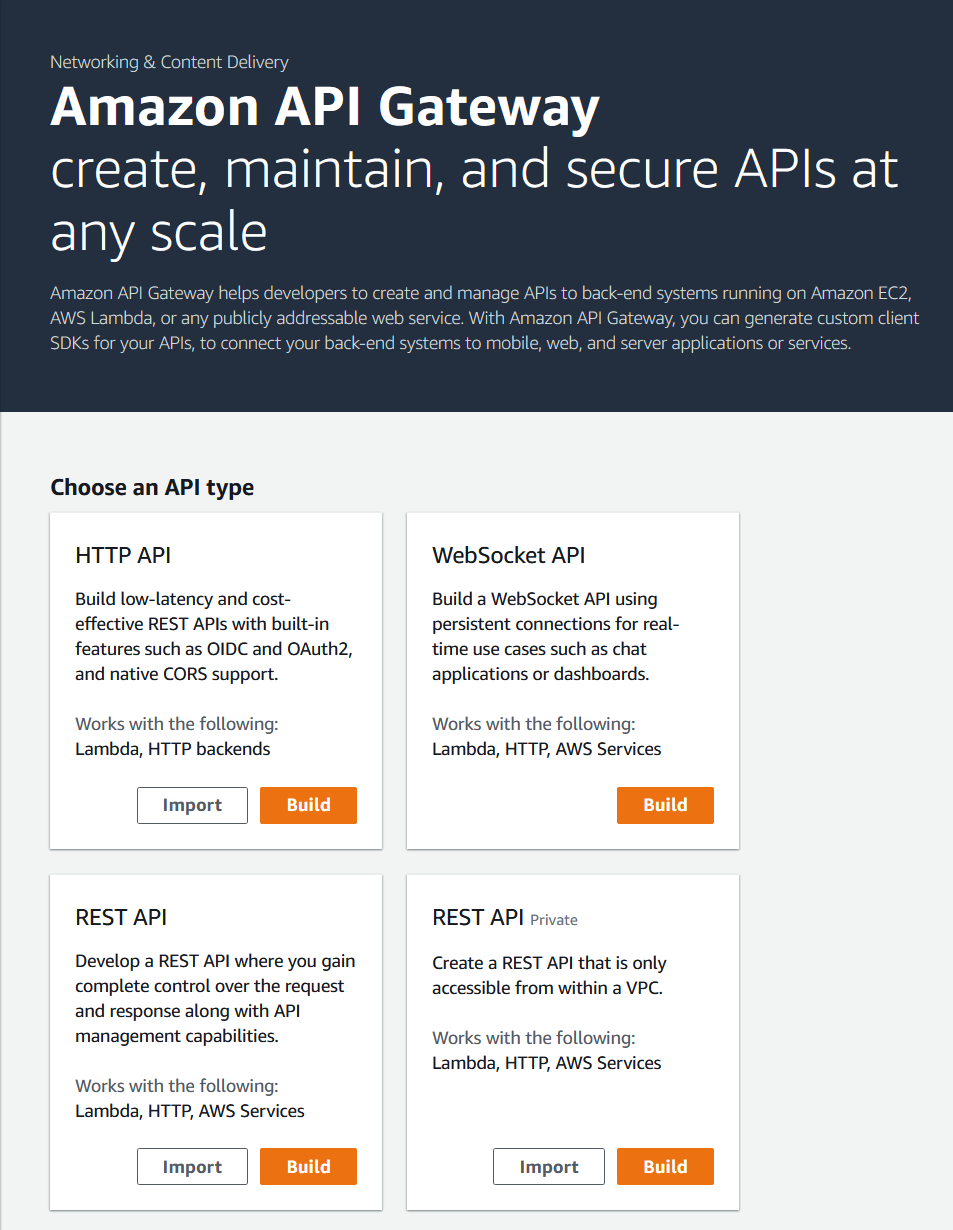 Networking & Content Delivery
Amazon API Gateway
create, maintain, and secure APIs at
any scale
Amazon API Gateway helps developers to create and manage APIs to back-end systems running on Amazon EC2,
AWS Lambda, or any publicly addressable web service. With Amazon API Gateway, you can generate custom client
SDKs for your APIs, to connect your back-end systems to mobile, web, and server applications or services.
Choose an API type
HTTP API
Build low-latency and cost-
effective REST APIs with built-in
features such as OIDC and OAuth2,
and native CORS support.
Works with the following:
Lambda, HTTP backends
Import
Build
WebSocket API
Build a WebSocket API using
persistent connections for real-
time use cases such as chat
applications or dashboards.
Works with the following:
Lambda, HTTP, AWS Services
Build
REST API
Develop a REST API where you gain
complete control over the request
and response along with API
management capabilities.
Works with the following:
Lambda, HTTP, AWS Services
Import
Build
REST API Private
Create a REST API that is only
accessible from within a VPC.
Works with the following:
Lambda, HTTP, AWS Services
Import
Build